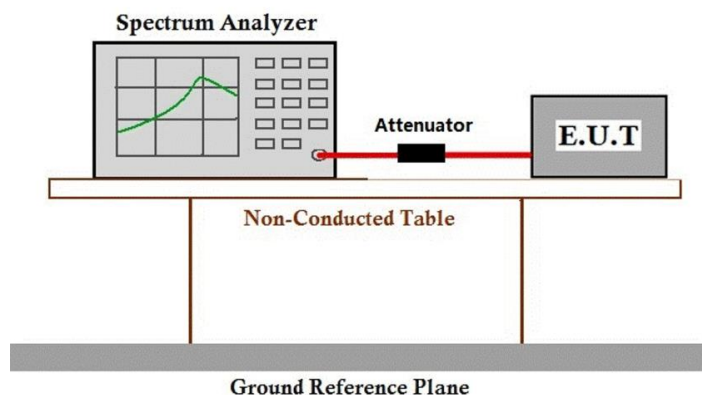 Spectrum Analyzer
Attenuator
E.U.T
Non-Conducted Table
Ground Reference Plane